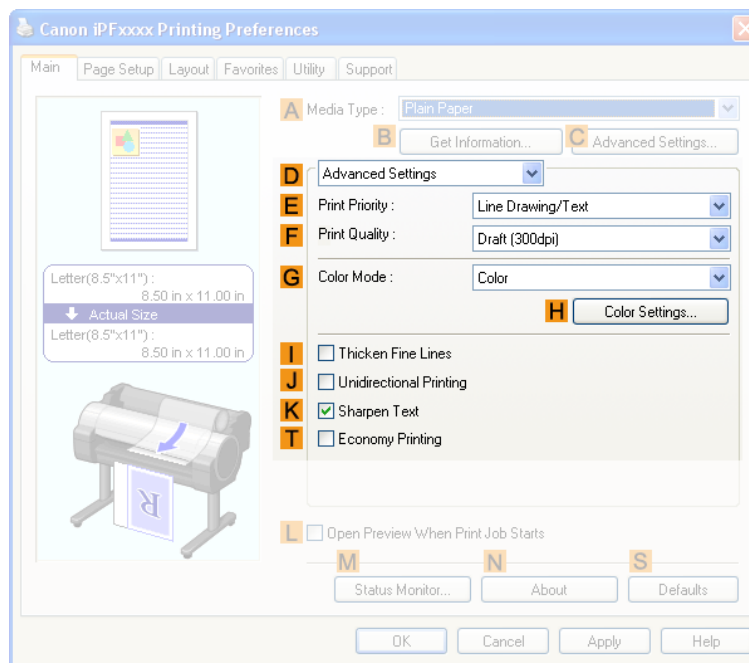 Canon iPFxxxx Printing Preferences
Main Page Setup Layout Favorites Utility Support
A Media Type : Plain Paper
B Get Information... C Advanced Settings...
D Advanced Settings
E Print Priority : Line Drawing/Text
F Print Quality : Draft (300dpi)
G Color Mode : Color
H Color Settings...
Letter(8.5"x11") :
8.50 in x 11.00 in
Actual Size
Letter(8.5"x11") :
8.50 in x 11.00 in
I Thicken Fine Lines
J Unidirectional Printing
K Sharpen Text
T Economy Printing
R
L Open Preview When Print Job Starts
M N S
Status Monitor... About Defaults
OK Cancel Apply Help